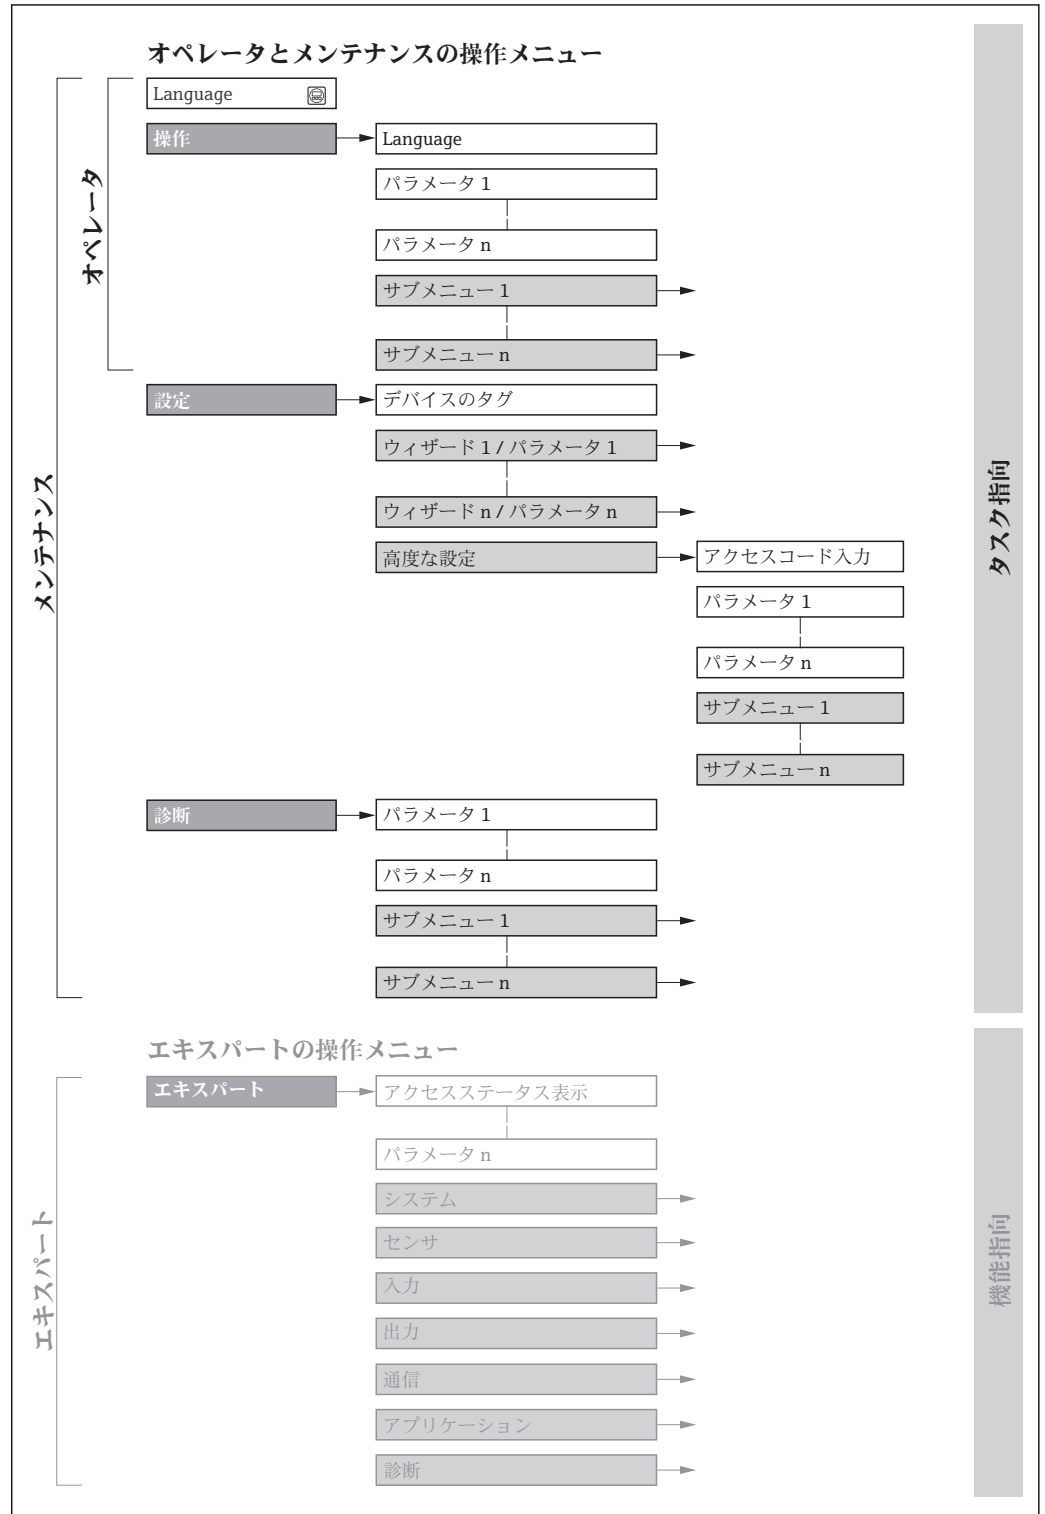 オペレータとメンテナンスの操作メニュー
Language
操作
Language
パラメータ 1
パラメータ n
サブメニュー 1
サブメニュー n
オペレータ
設定
デバイスのタグ
ウィザード 1 / パラメータ 1
ウィザード n / パラメータ n
高度な設定
アクセスコード入力
パラメータ 1
パラメータ n
サブメニュー 1
サブメニュー n
メンテナンス
タスク指向
診断
パラメータ 1
パラメータ n
サブメニュー 1
サブメニュー n
エキスパートの操作メニュー
エキスパート
アクセスステータス表示
パラメータ n
システム
センサ
入力
出力
通信
アプリケーション
診断
エキスパート
機能指向